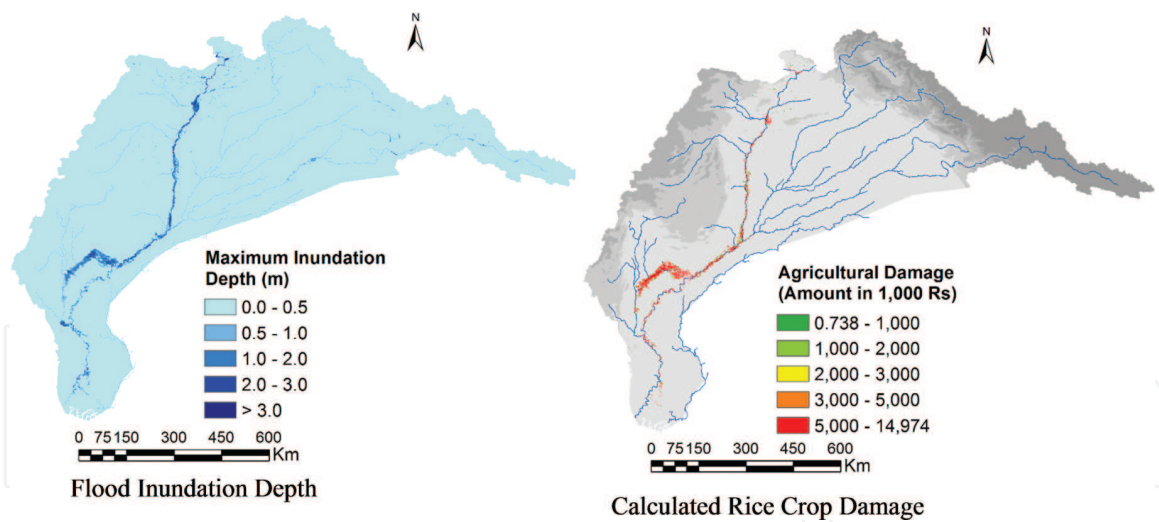 N
Maximum Inundation
Depth (m)
0.0 - 0.5
0.5 - 1.0
1.0 - 2.0
2.0 - 3.0
> 3.0
0 75 150 300 450 600
Km
Flood Inundation Depth
N
Agricultural Damage
(Amount in 1,000 Rs)
0.738 - 1,000
1,000 - 2,000
2,000 - 3,000
3,000 - 5,000
5,000 - 14,974
0 75 150 300 450 600
Km
Calculated Rice Crop Damage